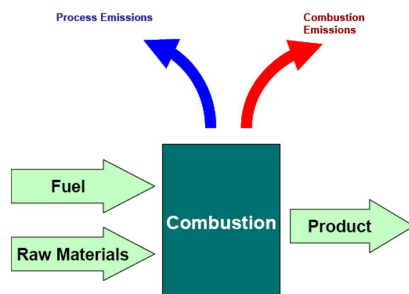 Process Emissions
Combustion
Emissions
Fuel
Combustion
Product
Raw Materials